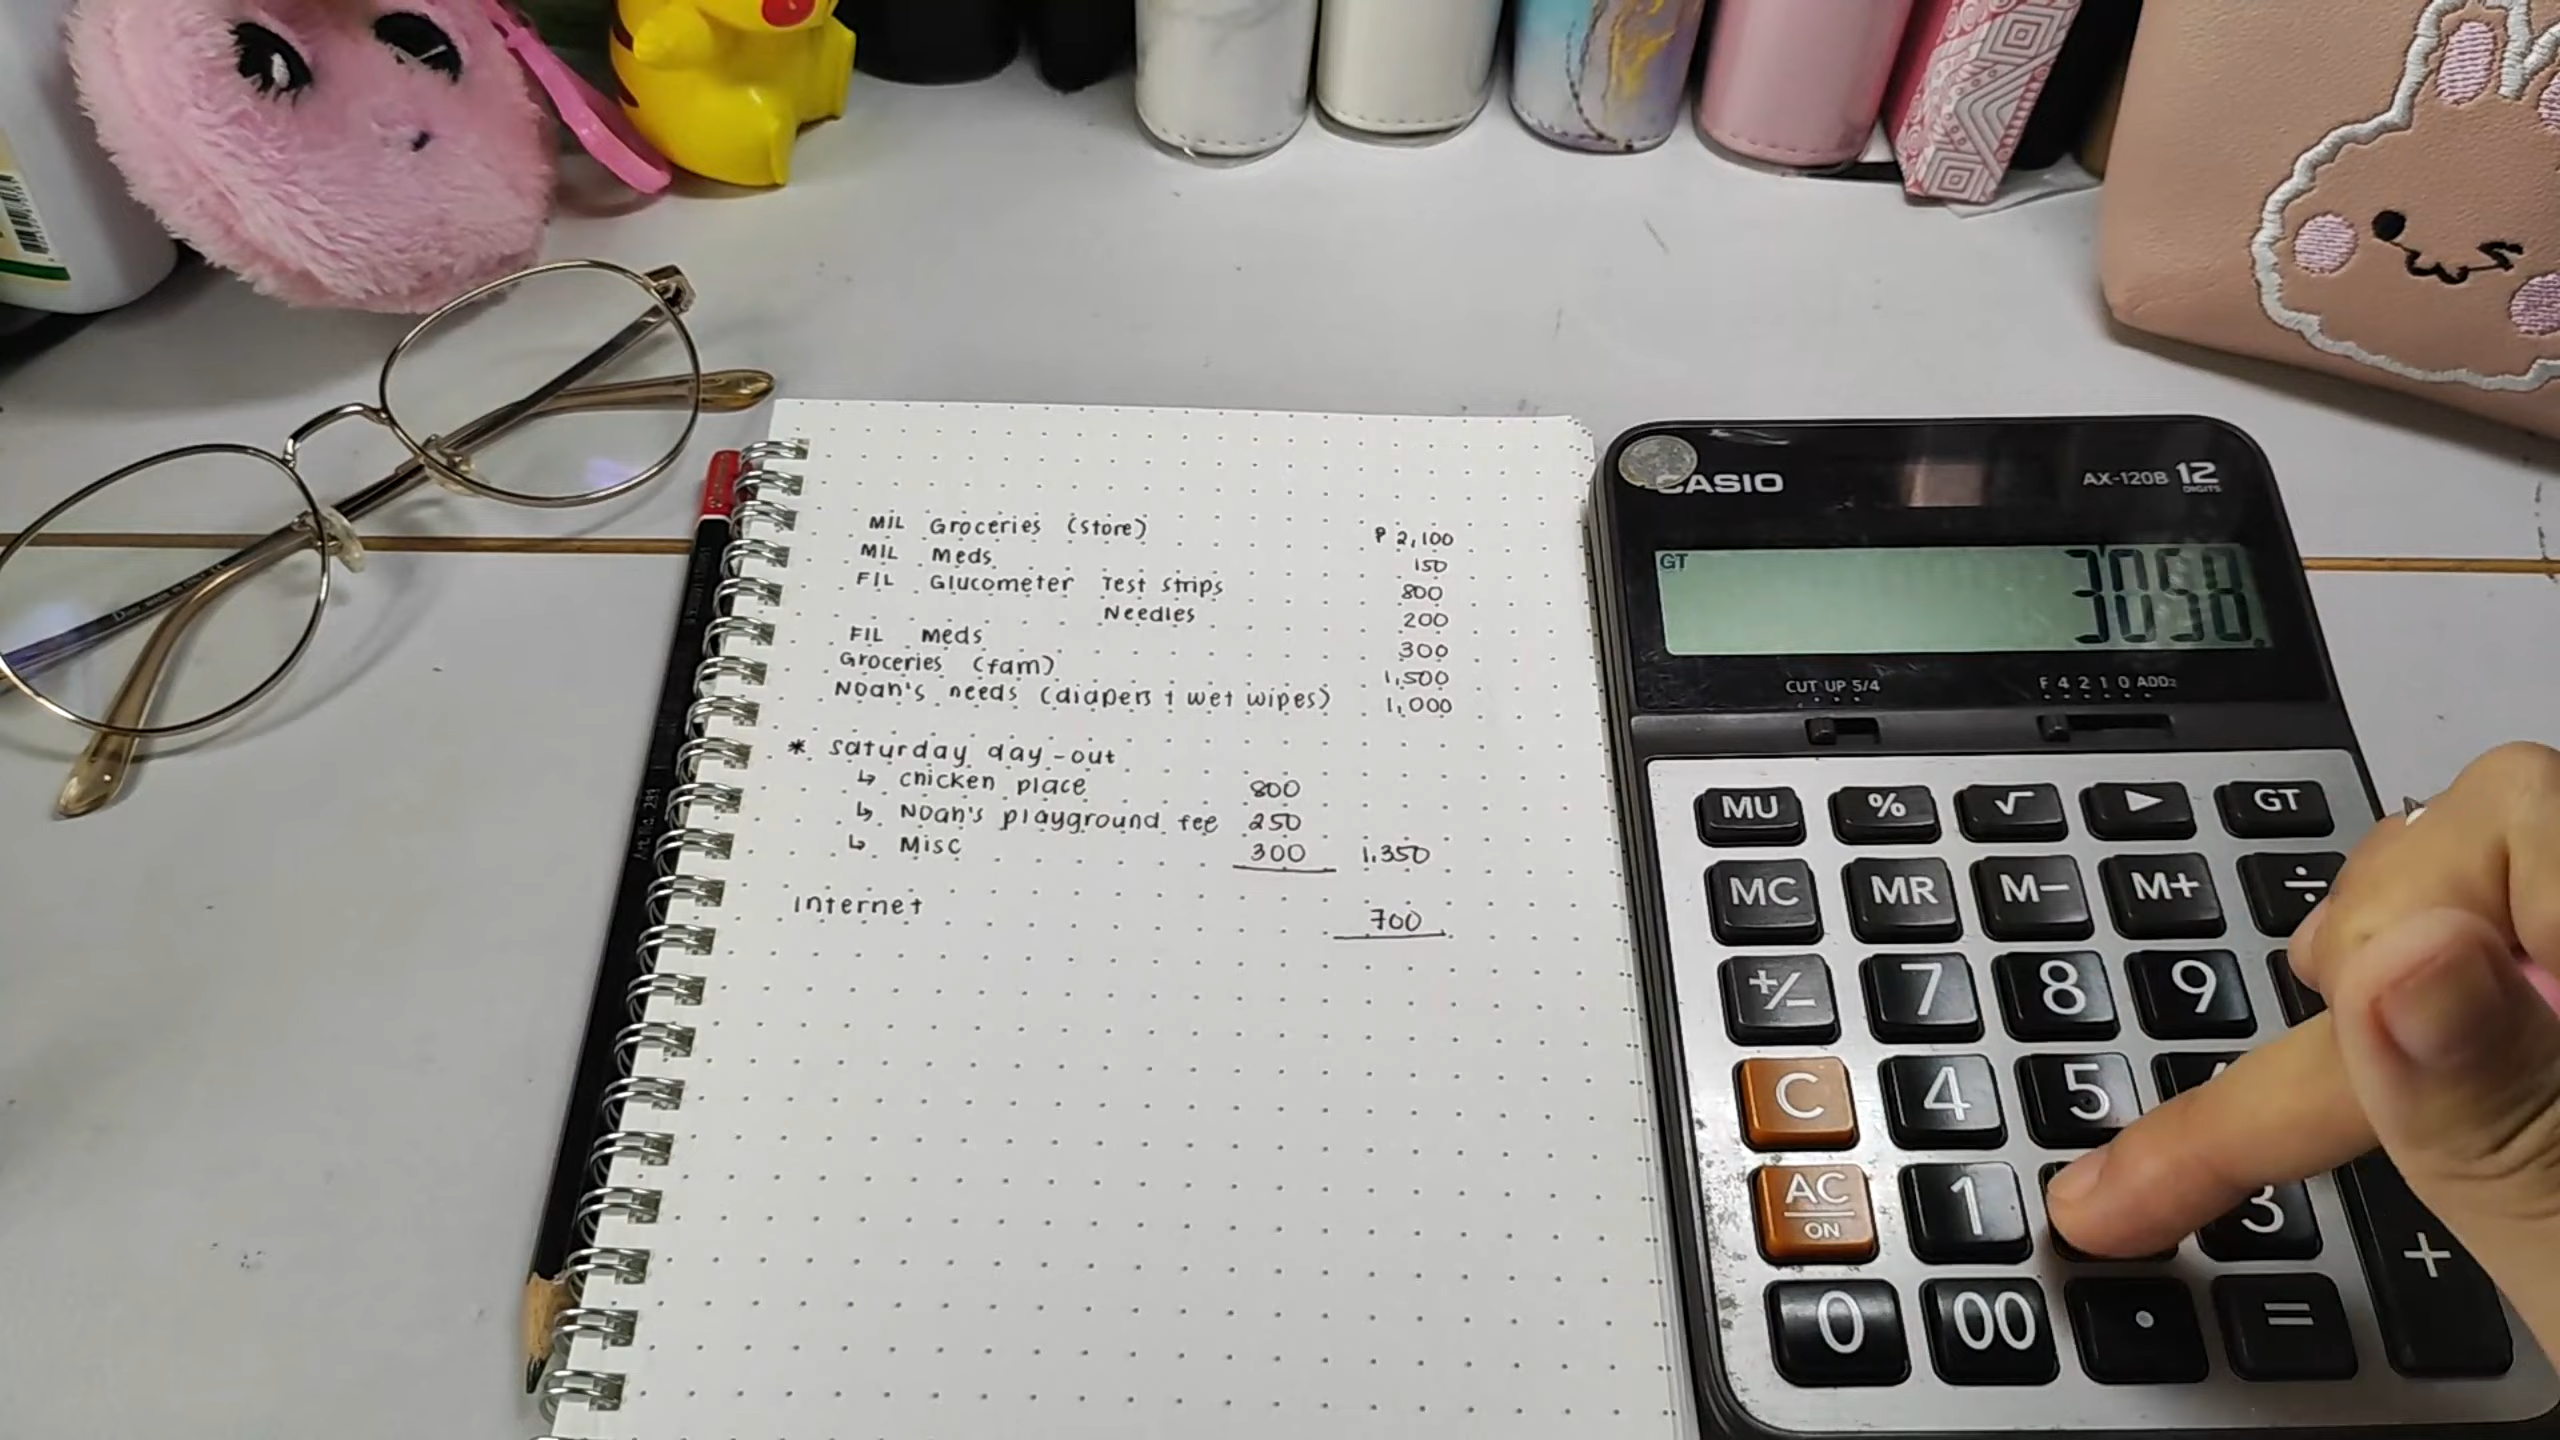 MIL Groceries (store) ₱ 2,100
MIL Meds 150
FIL Glucometer Test Strips 800
Needles 200
FIL Meds 300
Groceries (fam) 1,500
Noah's needs (diapers + wet wipes) 1,000
* Saturday day-out
↳ chicken place 800
↳ Noah's playground fee 250
↳ Misc 300 1,350
Internet 700
CASIO AX-120B 12 DIGITS
GT
3058.
CUT UP 5/4 F 4 2 1 0 ADD2
MU % √ ▶ GT
MC MR M− M+ ÷
+/− 7 8 9
C 4 5
AC/ON 1 3
0 00 . = +